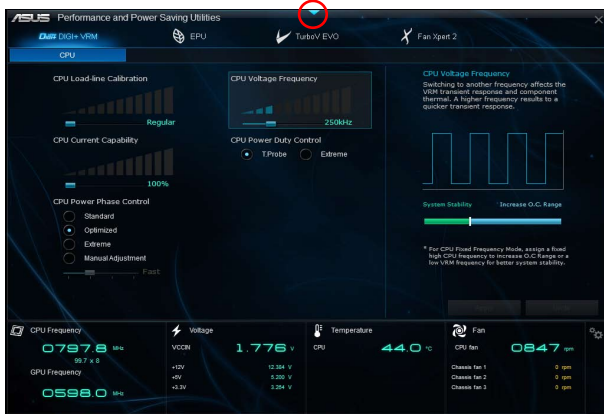 ASUS Performance and Power Saving Utilities
DIGI+ VRM
EPU
TurboV EVO
Fan Xpert 2
CPU
CPU Load-line Calibration
Regular
CPU Current Capability
100%
CPU Power Phase Control
Standard
Optimized
Extreme
Manual Adjustment
Fast
CPU Voltage Frequency
250kHz
CPU Power Duty Control
T.Probe
Extreme
CPU Voltage Frequency
Switching to another frequency affects the
VRM transient response and component
thermal. A higher frequency results to a
quicker transient response.
System Stability
Increase O.C. Range
* For CPU Fixed Frequency Mode, assign a fixed
high CPU frequency to increase O.C Range or a
low VRM frequency for better system stability.
CPU Frequency
0797.8 MHz
99.7 x 8
GPU Frequency
0598.0 MHz
Voltage
VCCIN 1.776 V
+12V 12.384 V
+5V 5.200 V
+3.3V 3.264 V
Temperature
CPU 44.0 °C
Fan
CPU fan 0847 rpm
Chassis fan 1 0 rpm
Chassis fan 2 0 rpm
Chassis fan 3 0 rpm